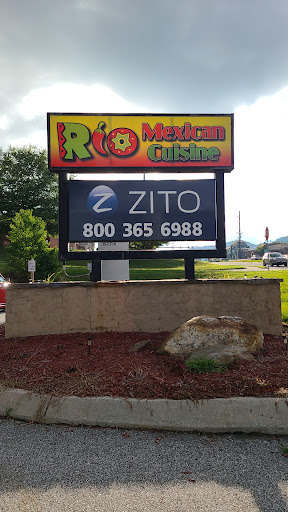 Rio Mexican
Cuisine
Z ZITO
800 365 6988